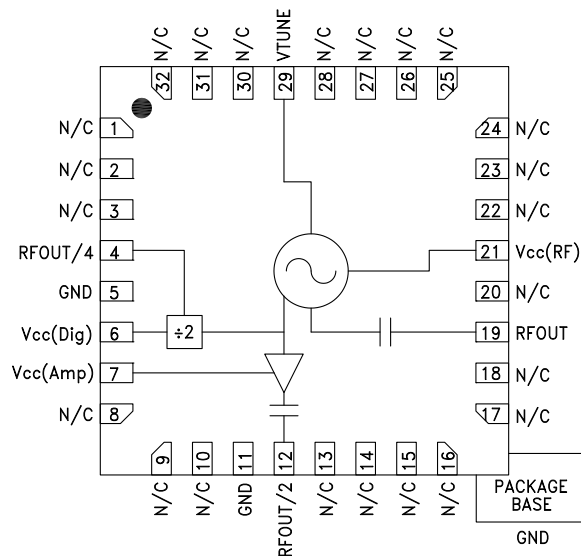 N/C N/C N/C VTUNE N/C N/C N/C N/C
32 31 30 29 28 27 26 25
N/C 1
N/C 2
N/C 3
RFOUT/4 4
GND 5
Vcc(Dig) 6
÷2
Vcc(Amp) 7
N/C 8
24 N/C
23 N/C
22 N/C
21 Vcc(RF)
20 N/C
19 RFOUT
18 N/C
17 N/C
9 10 11 12 13 14 15 16
N/C N/C GND RFOUT/2 N/C N/C N/C N/C
PACKAGE
BASE
GND